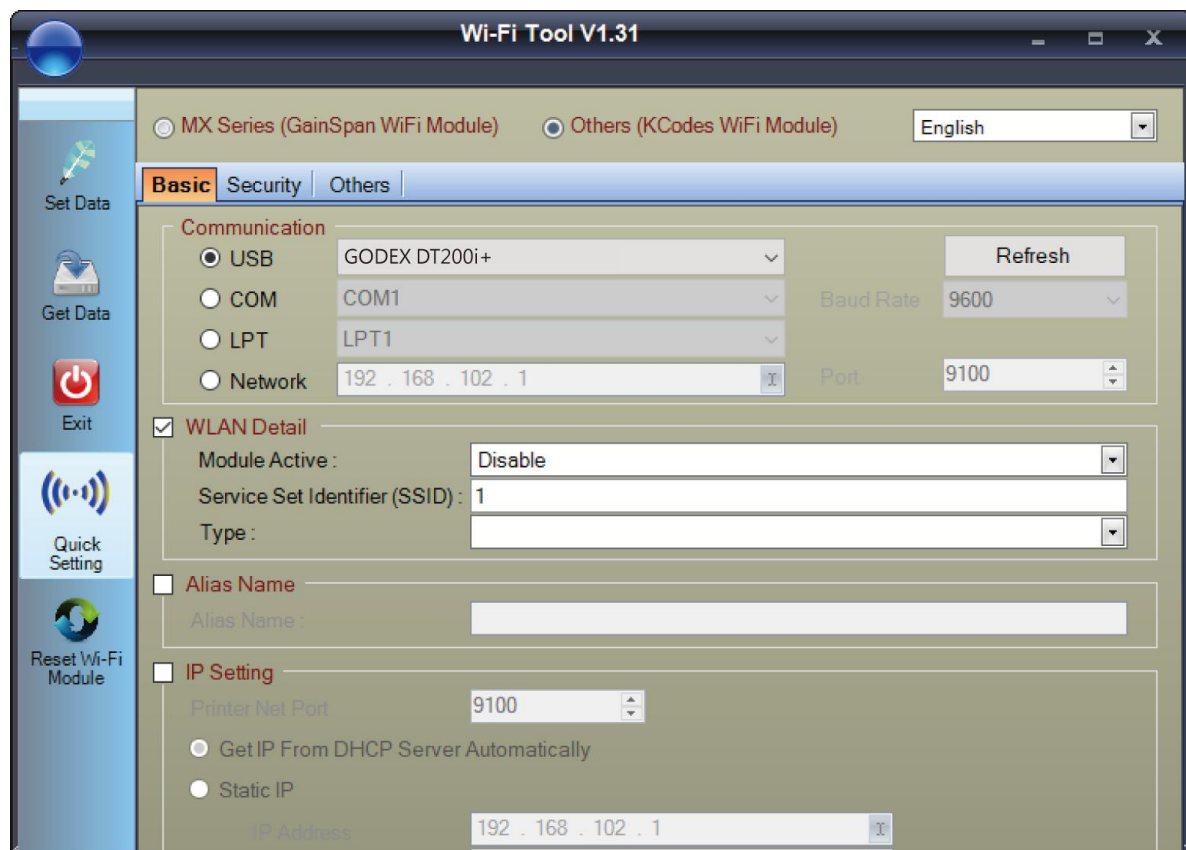 Wi-Fi Tool V1.31
MX Series (GainSpan WiFi Module) Others (KCodes WiFi Module) English
Set Data
Get Data
Exit
Quick
Setting
Reset Wi-Fi
Module
Basic Security Others
Communication
USB GODEX DT200i+ Refresh
COM COM1 Baud Rate 9600
LPT LPT1
Network 192 . 168 . 102 . 1 Port 9100
WLAN Detail
Module Active : Disable
Service Set Identifier (SSID) : 1
Type :
Alias Name
Alias Name :
IP Setting
Printer Net Port 9100
Get IP From DHCP Server Automatically
Static IP
IP Address 192 . 168 . 102 . 1